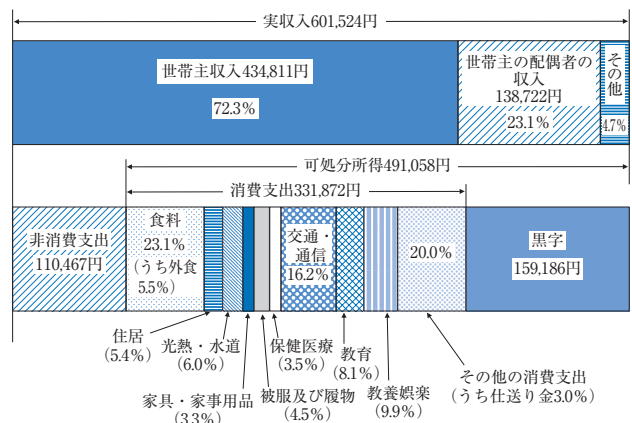 実収入601,524円
世帯主収入434,811円
72.3%
世帯主の配偶者の
収入
138,722円
23.1%
その他
4.7%
可処分所得491,058円
消費支出331,872円
非消費支出
110,467円
食料
23.1%
(うち外食
5.5%)
交通・
通信
16.2%
20.0%
黒字
159,186円
住居
(5.4%)
光熱・水道
(6.0%)
家具・家事用品
(3.3%)
被服及び履物
(4.5%)
保健医療
(3.5%)
教育
(8.1%)
教養娯楽
(9.9%)
その他の消費支出
(うち仕送り金3.0%)